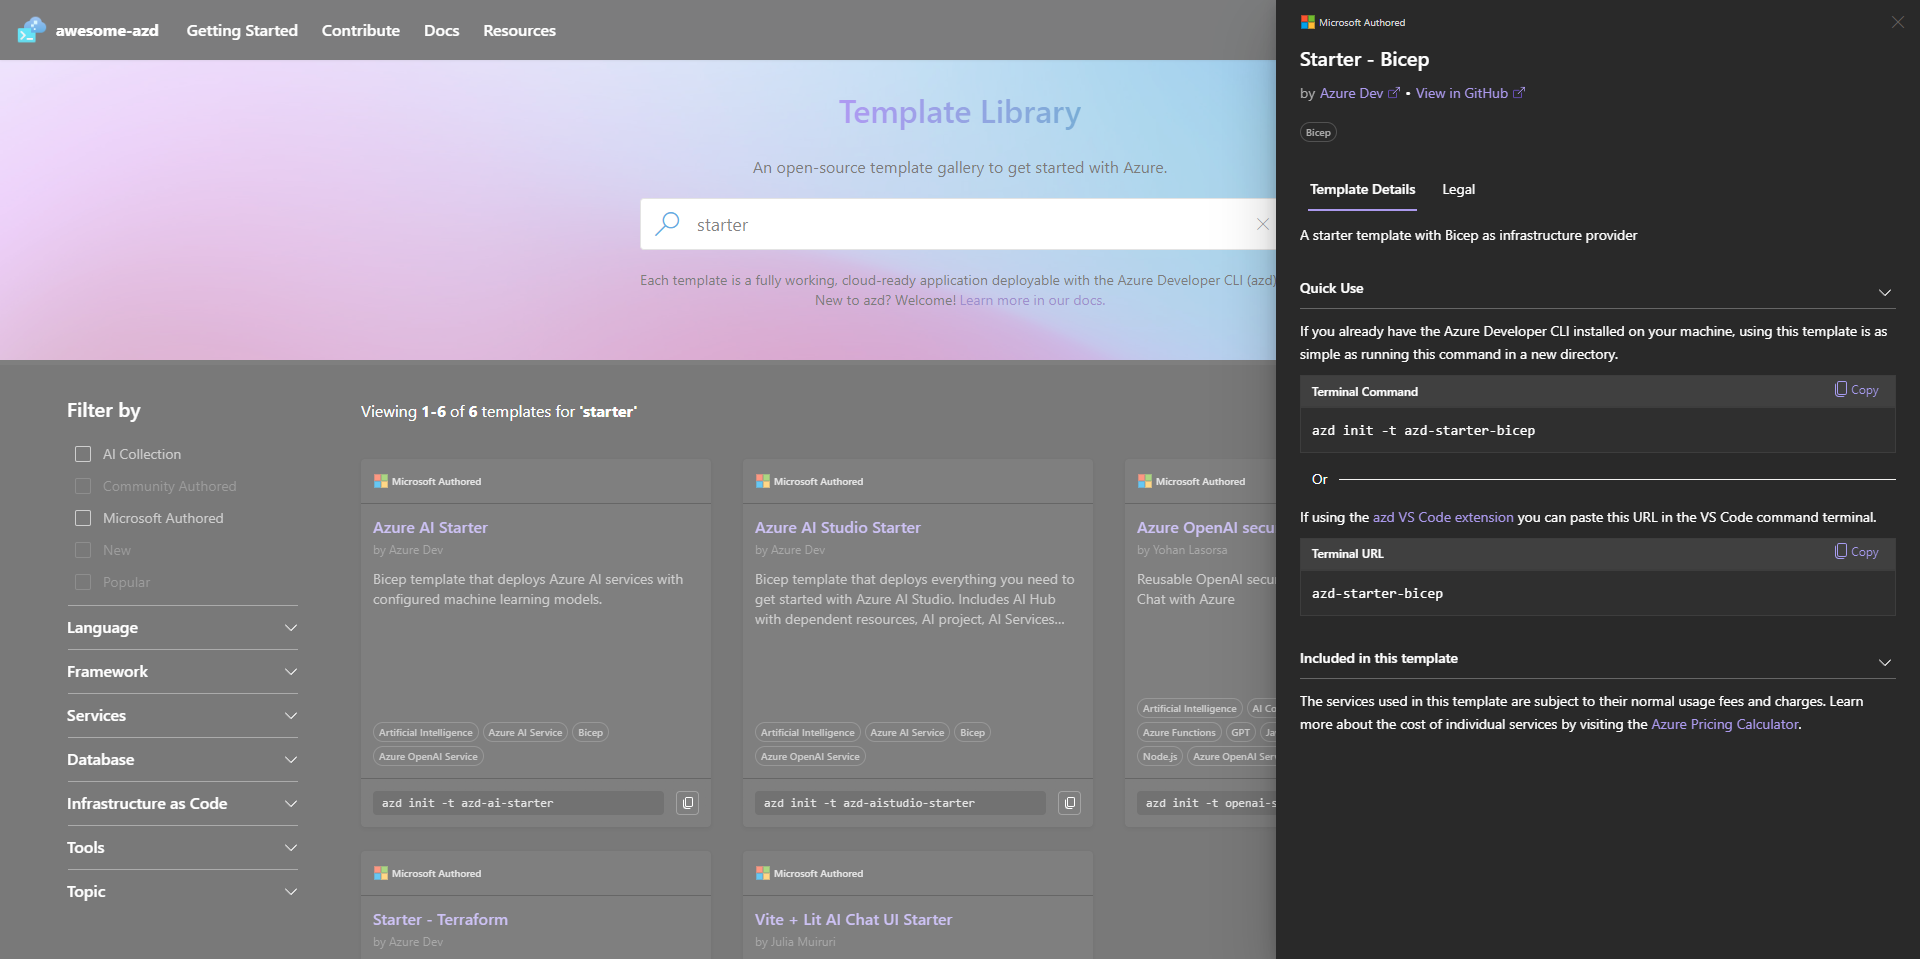 awesome-azd
Getting Started
Contribute
Docs
Resources
Template Library
An open-source template gallery to get started with Azure.
starter
Each template is a fully working, cloud-ready application deployable with the Azure Developer CLI (azd)
New to azd? Welcome! Learn more in our docs.
Filter by
AI Collection
Community Authored
Microsoft Authored
New
Popular
Language
Framework
Services
Database
Infrastructure as Code
Tools
Topic
Viewing 1-6 of 6 templates for 'starter'
Microsoft Authored
Azure AI Starter
by Azure Dev
Bicep template that deploys Azure AI services with
configured machine learning models.
Artificial Intelligence
Azure AI Service
Bicep
Azure OpenAI Service
azd init -t azd-ai-starter
Microsoft Authored
Azure AI Studio Starter
by Azure Dev
Bicep template that deploys everything you need to
get started with Azure AI Studio. Includes AI Hub
with dependent resources, AI project, AI Services...
Artificial Intelligence
Azure AI Service
Bicep
Azure OpenAI Service
azd init -t azd-aistudio-starter
Microsoft Authored
Azure OpenAI secu
by Yohan Lasorsa
Reusable OpenAI secu
Chat with Azure
Artificial Intelligence
AI Co
Azure Functions
GPT
Ja
Node.js
Azure OpenAI Ser
azd init -t openai-s
Microsoft Authored
Starter - Terraform
by Azure Dev
Microsoft Authored
Vite + Lit AI Chat UI Starter
by Julia Muiruri
Microsoft Authored
Starter - Bicep
by Azure Dev • View in GitHub
Bicep
Template Details
Legal
A starter template with Bicep as infrastructure provider
Quick Use
If you already have the Azure Developer CLI installed on your machine, using this template is as
simple as running this command in a new directory.
Terminal Command
Copy
azd init -t azd-starter-bicep
Or
If using the azd VS Code extension you can paste this URL in the VS Code command terminal.
Terminal URL
Copy
azd-starter-bicep
Included in this template
The services used in this template are subject to their normal usage fees and charges. Learn
more about the cost of individual services by visiting the Azure Pricing Calculator.